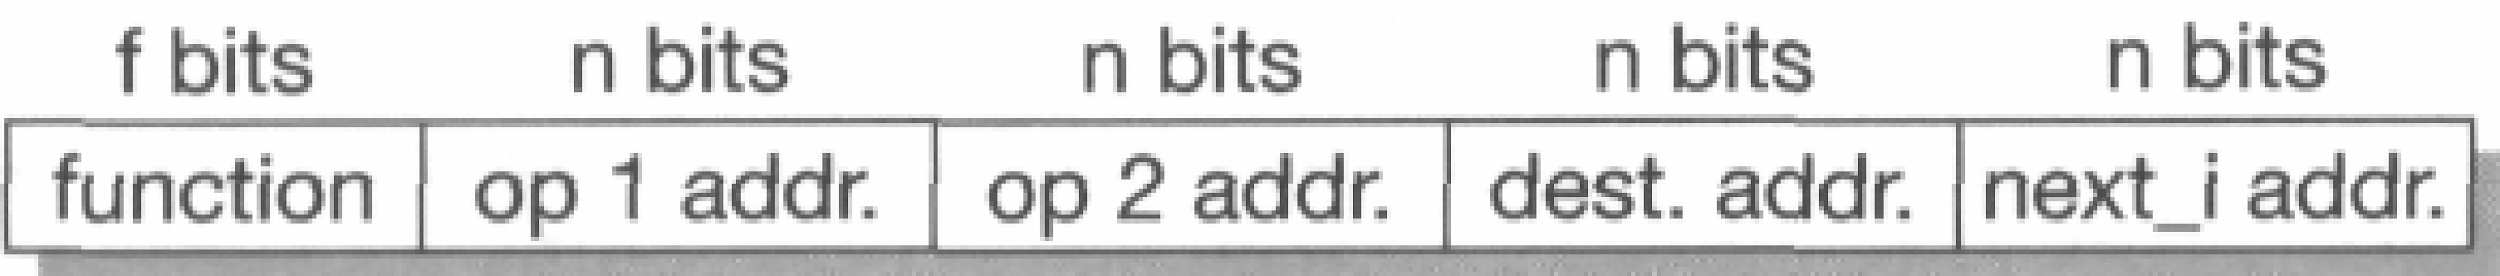 f bits n bits n bits n bits n bits
function op 1 addr. op 2 addr. dest. addr. next_i addr.